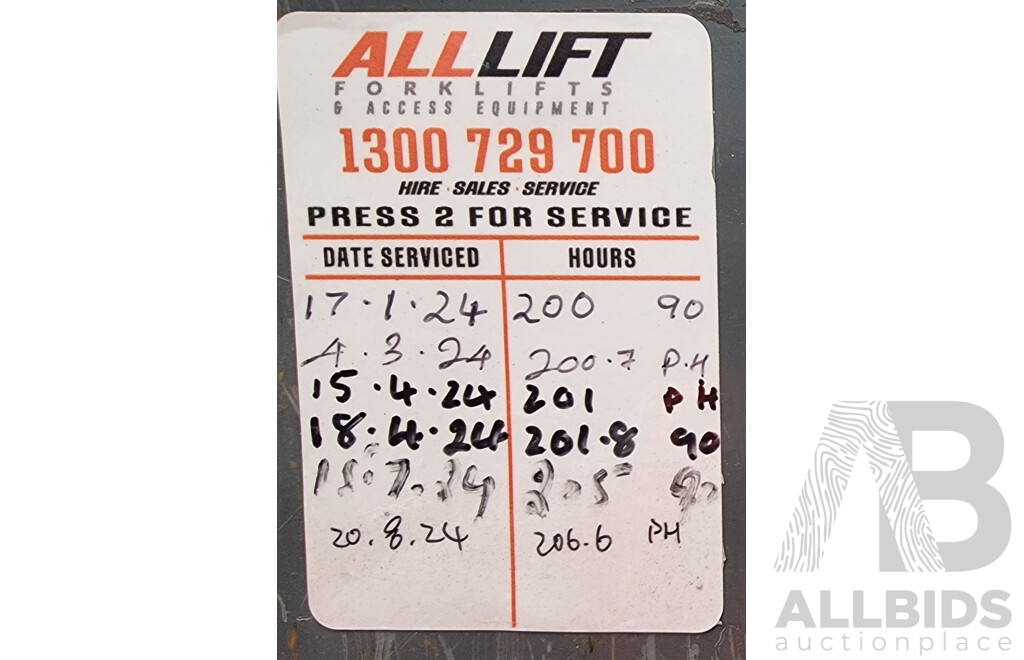 ALLLIFT
FORKLIFTS
& ACCESS EQUIPMENT
1300 729 700
HIRE · SALES · SERVICE
PRESS 2 FOR SERVICE
DATE SERVICED HOURS
17.1.24 200 90
4.3.24 200.7 P.H
15.4.24 201 PH
18.4.24 201.8 90
20.8.24 206.6 PH
AB
ALLBIDS
auctionplace